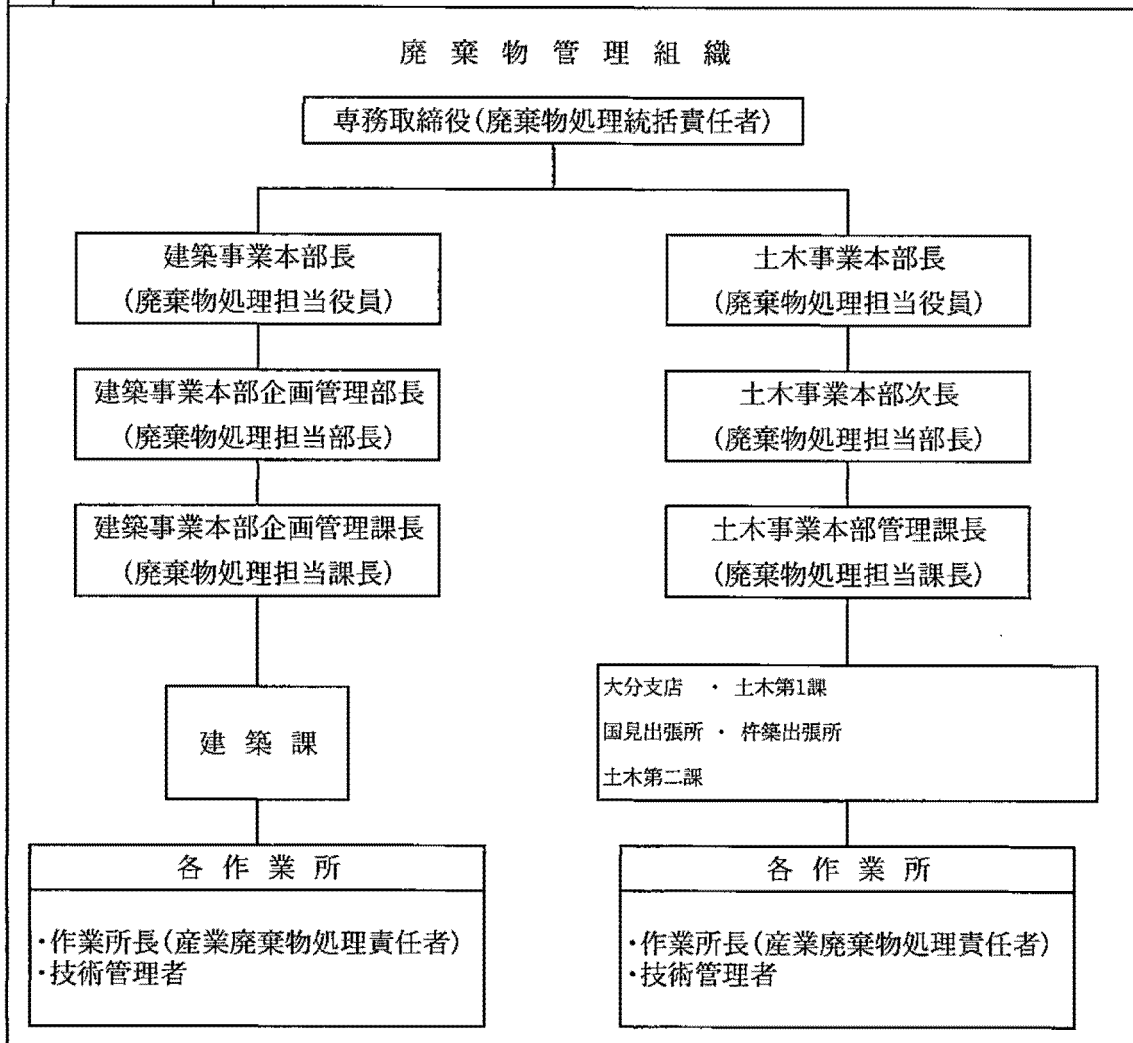 廃棄物管理組織
専務取締役(廃棄物処理統括責任者)
建築事業本部長
(廃棄物処理担当役員)
建築事業本部企画管理部長
(廃棄物処理担当部長)
建築事業本部企画管理課長
(廃棄物処理担当課長)
建築課
各作業所
・作業所長(産業廃棄物処理責任者)
・技術管理者
土木事業本部長
(廃棄物処理担当役員)
土木事業本部次長
(廃棄物処理担当部長)
土木事業本部管理課長
(廃棄物処理担当課長)
大分支店 ・ 土木第1課
国見出張所 ・ 杵築出張所
土木第二課
各作業所
・作業所長(産業廃棄物処理責任者)
・技術管理者